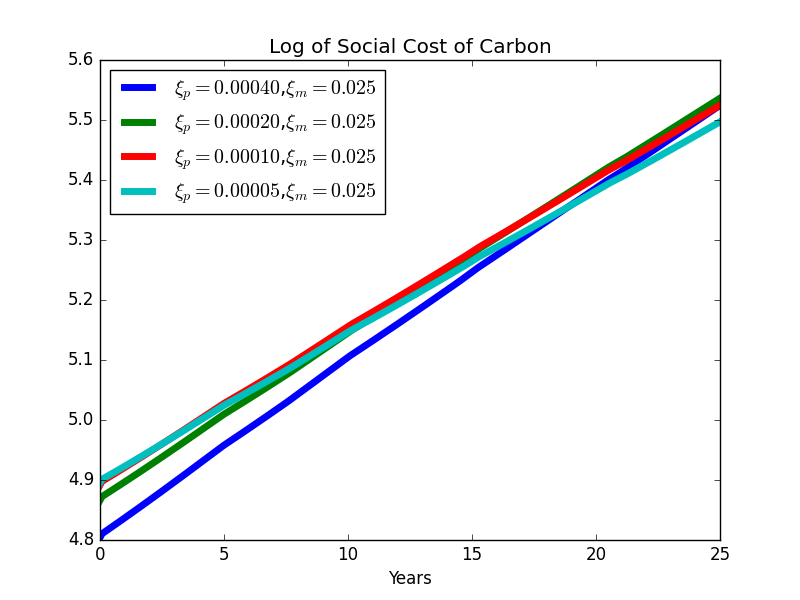 Log of Social Cost of Carbon
5.6
5.5
5.4
5.3
5.2
5.1
5.0
4.9
4.8
ξp = 0.00040,ξm = 0.025
ξp = 0.00020,ξm = 0.025
ξp = 0.00010,ξm = 0.025
ξp = 0.00005,ξm = 0.025
0 5 10 15 20 25
Years